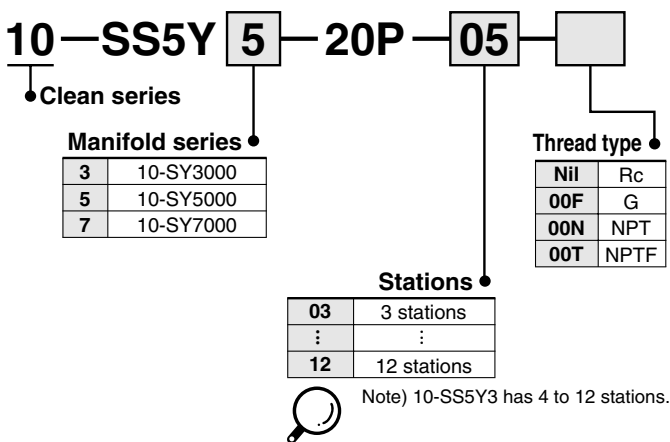 10—SS5Y 5—20P—05—
Clean series
Manifold series
3 10-SY3000
5 10-SY5000
7 10-SY7000
Thread type
Nil Rc
00F G
00N NPT
00T NPTF
Stations
03 3 stations
⋮ ⋮
12 12 stations
Note) 10-SS5Y3 has 4 to 12 stations.